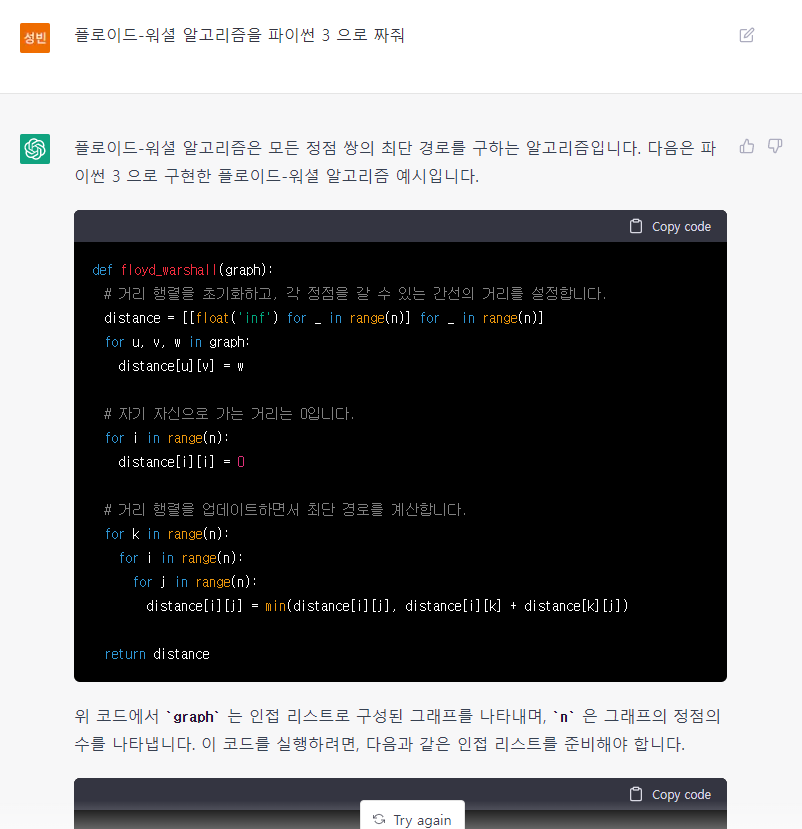 성빈
플로이드-워셜 알고리즘을 파이썬 3 으로 짜줘
플로이드-워셜 알고리즘은 모든 정점 쌍의 최단 경로를 구하는 알고리즘입니다. 다음은 파
이썬 3 으로 구현한 플로이드-워셜 알고리즘 예시입니다.
Copy code
def floyd_warshall(graph):
  # 거리 행렬을 초기화하고, 각 정점을 갈 수 있는 간선의 거리를 설정합니다.
  distance = [[float('inf') for _ in range(n)] for _ in range(n)]
  for u, v, w in graph:
    distance[u][v] = w
  # 자기 자신으로 가는 거리는 0입니다.
  for i in range(n):
    distance[i][i] = 0
  # 거리 행렬을 업데이트하면서 최단 경로를 계산합니다.
  for k in range(n):
    for i in range(n):
      for j in range(n):
        distance[i][j] = min(distance[i][j], distance[i][k] + distance[k][j])
  return distance
위 코드에서 `graph` 는 인접 리스트로 구성된 그래프를 나타내며, `n` 은 그래프의 정점의
수를 나타냅니다. 이 코드를 실행하려면, 다음과 같은 인접 리스트를 준비해야 합니다.
Copy code
Try again